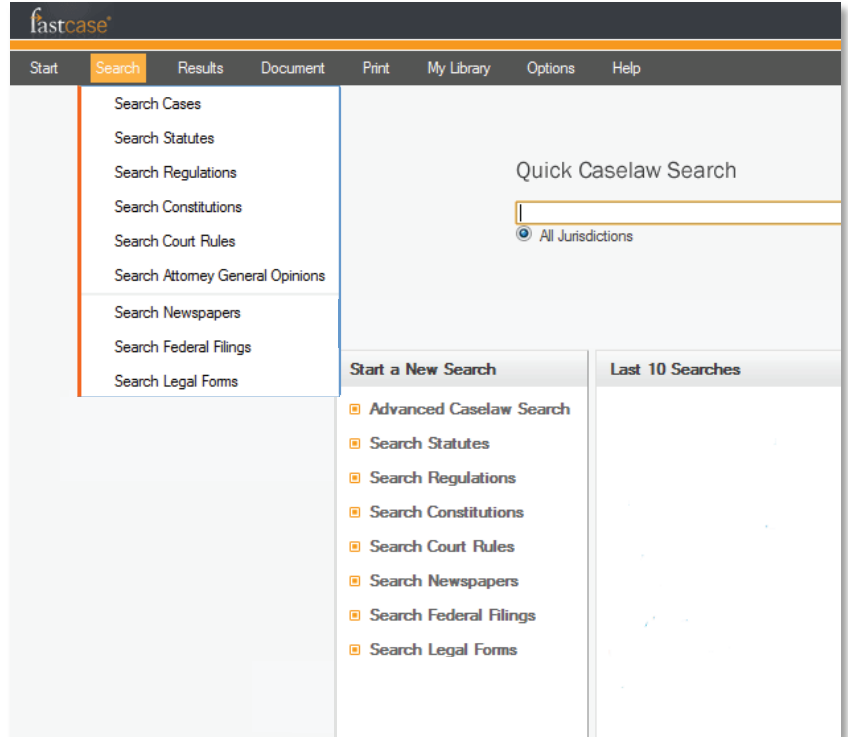 fastcase®
Start Search Results Document Print My Library Options Help
Search Cases
Search Statutes
Search Regulations
Search Constitutions
Search Court Rules
Search Attorney General Opinions
Search Newspapers
Search Federal Filings
Search Legal Forms
Quick Caselaw Search
All Jurisdictions
Start a New Search
Advanced Caselaw Search
Search Statutes
Search Regulations
Search Constitutions
Search Court Rules
Search Newspapers
Search Federal Filings
Search Legal Forms
Last 10 Searches